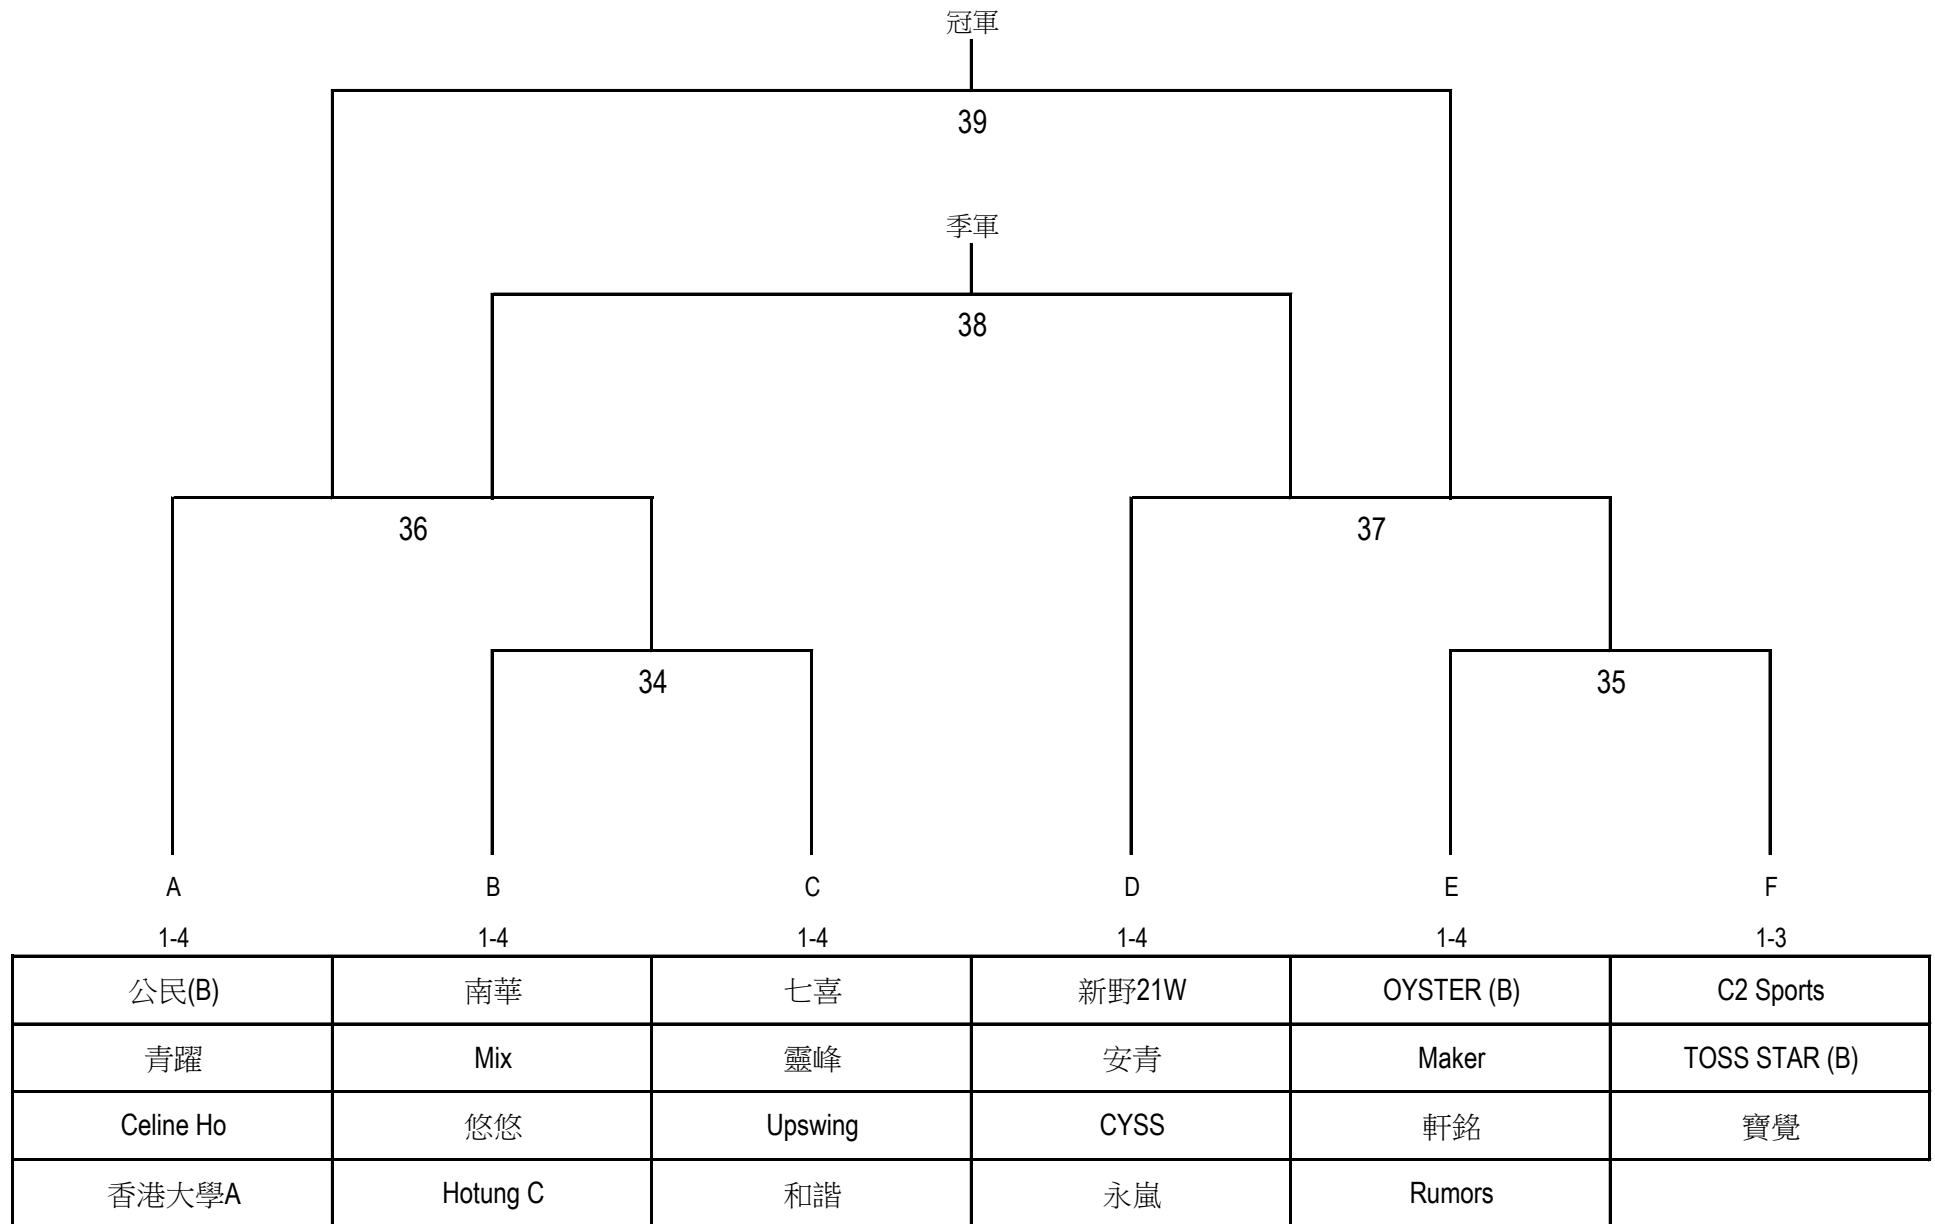 冠軍
39
季軍
38
36 37
34 35
A B C D E F
1-4 1-4 1-4 1-4 1-4 1-3
公民(B) 南華 七喜 新野21W OYSTER (B) C2 Sports
青躍 Mix 靈峰 安青 Maker TOSS STAR (B)
Celine Ho 悠悠 Upswing CYSS 軒銘 寶覺
香港大學A Hotung C 和諧 永嵐 Rumors